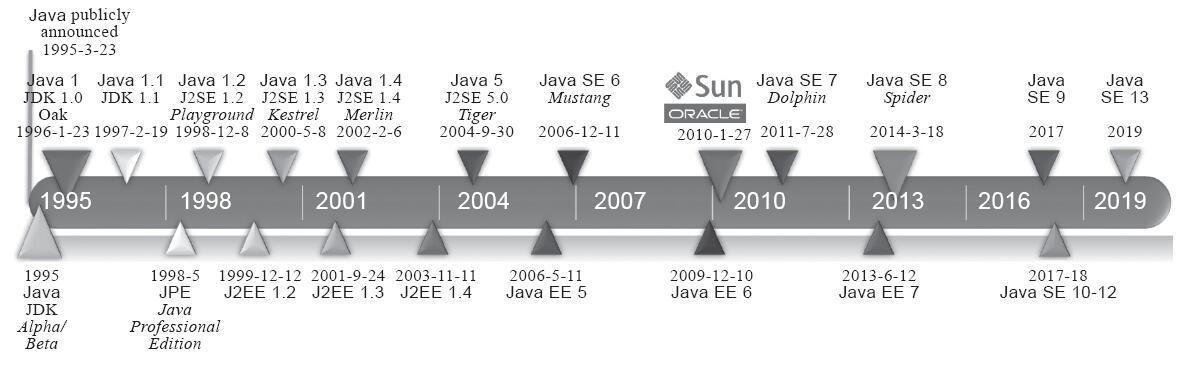 Java publicly
announced
1995-3-23
Java 1
JDK 1.0
Oak
1996-1-23
Java 1.1
JDK 1.1
1997-2-19
Java 1.2
J2SE 1.2
Playground
1998-12-8
Java 1.3
J2SE 1.3
Kestrel
2000-5-8
Java 1.4
J2SE 1.4
Merlin
2002-2-6
Java 5
J2SE 5.0
Tiger
2004-9-30
Java SE 6
Mustang
2006-12-11
Sun
ORACLE
2010-1-27
Java SE 7
Dolphin
2011-7-28
Java SE 8
Spider
2014-3-18
Java
SE 9
2017
Java
SE 13
2019
1995 1998 2001 2004 2007 2010 2013 2016 2019
1995
Java
JDK
Alpha/
Beta
1998-5
JPE
Java
Professional
Edition
1999-12-12
J2EE 1.2
2001-9-24
J2EE 1.3
2003-11-11
J2EE 1.4
2006-5-11
Java EE 5
2009-12-10
Java EE 6
2013-6-12
Java EE 7
2017-18
Java SE 10-12